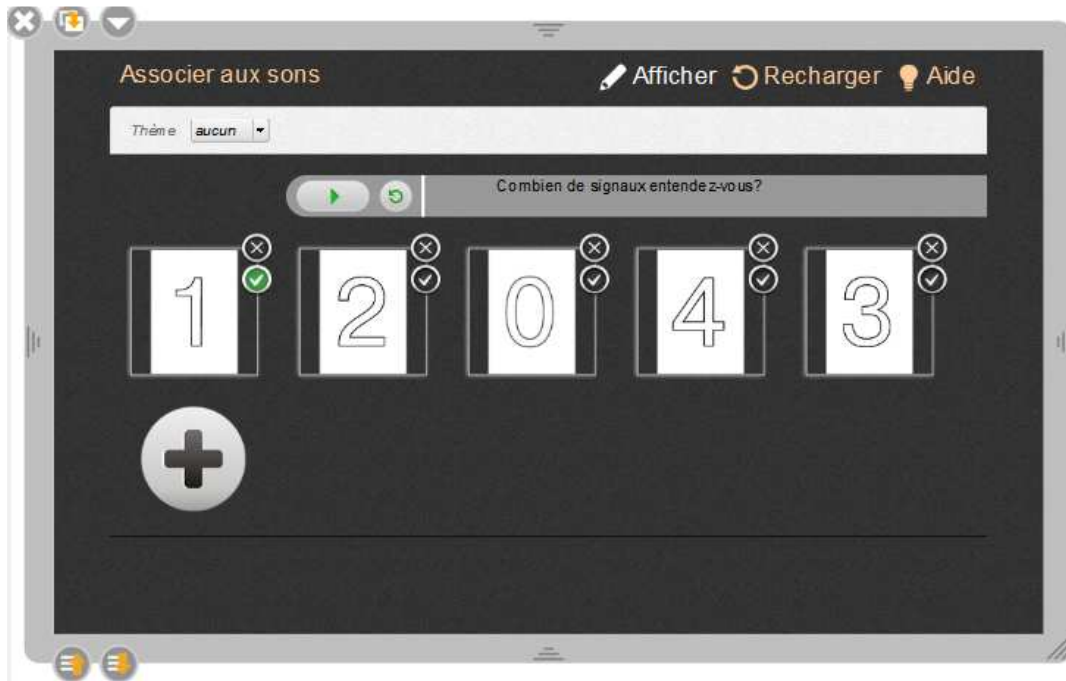 Associer aux sons
Afficher Recharger Aide
Thème aucun
Combien de signaux entendez-vous?
1 2 0 4 3